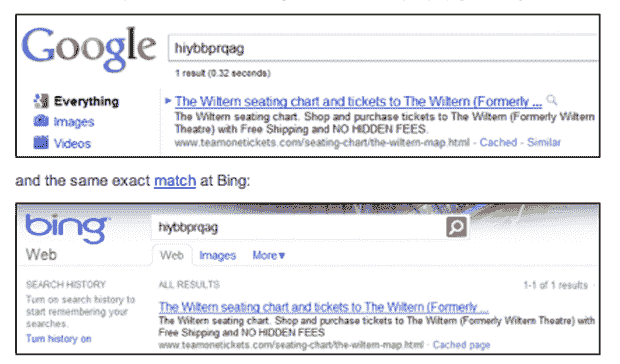 Google
hiybbprqag
1 result (0.32 seconds)
Everything
The Wiltern seating chart and tickets to The Wiltern (Formerly ...
The Wiltern seating chart. Shop and purchase tickets to The Wiltern (Formerly Wiltern
Theatre) with Free Shipping and NO HIDDEN FEES.
Images
www.teamonetickets.com/seating-chart/the-wiltern-map.html - Cached - Similar
Videos
and the same exact match at Bing:
bing
hiybbprqag
Web
Web Images More▼
SEARCH HISTORY
Turn on search history to
start remembering your
searches.
Turn history on
ALL RESULTS
1-1 of 1 results
The Wiltern seating chart and tickets to The Wiltern (Formerly ...
The Wiltern seating chart. Shop and purchase tickets to The Wiltern (Formerly Wiltern Theatre) with
Free Shipping and NO HIDDEN FEES
www.teamonetickets.com/seating-chart/the-wiltern-map.html · Cached page